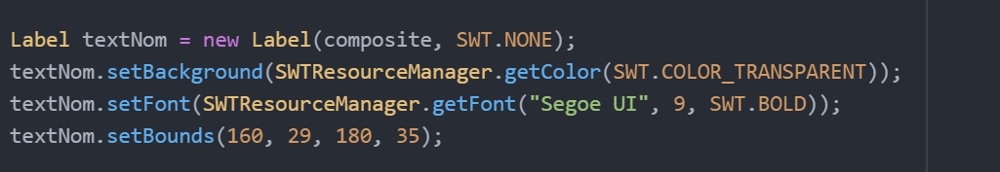 Label textNom = new Label(composite, SWT.NONE);
textNom.setBackground(SWTResourceManager.getColor(SWT.COLOR_TRANSPARENT));
textNom.setFont(SWTResourceManager.getFont("Segoe UI", 9, SWT.BOLD));
textNom.setBounds(160, 29, 180, 35);